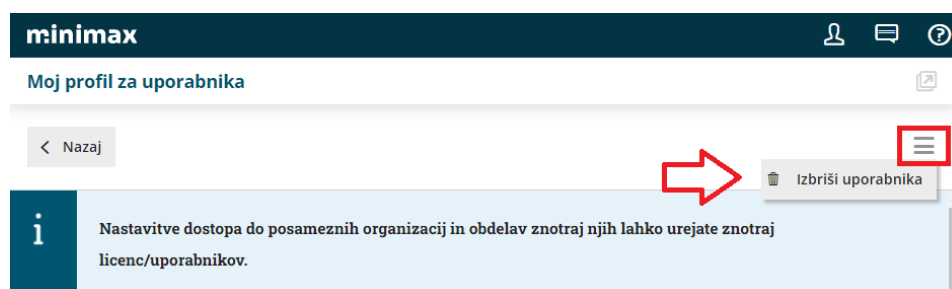 minimax
Moj profil za uporabnika
Nazaj
Izbriši uporabnika
Nastavitve dostopa do posameznih organizacij in obdelav znotraj njih lahko urejate znotraj
licenc/uporabnikov.